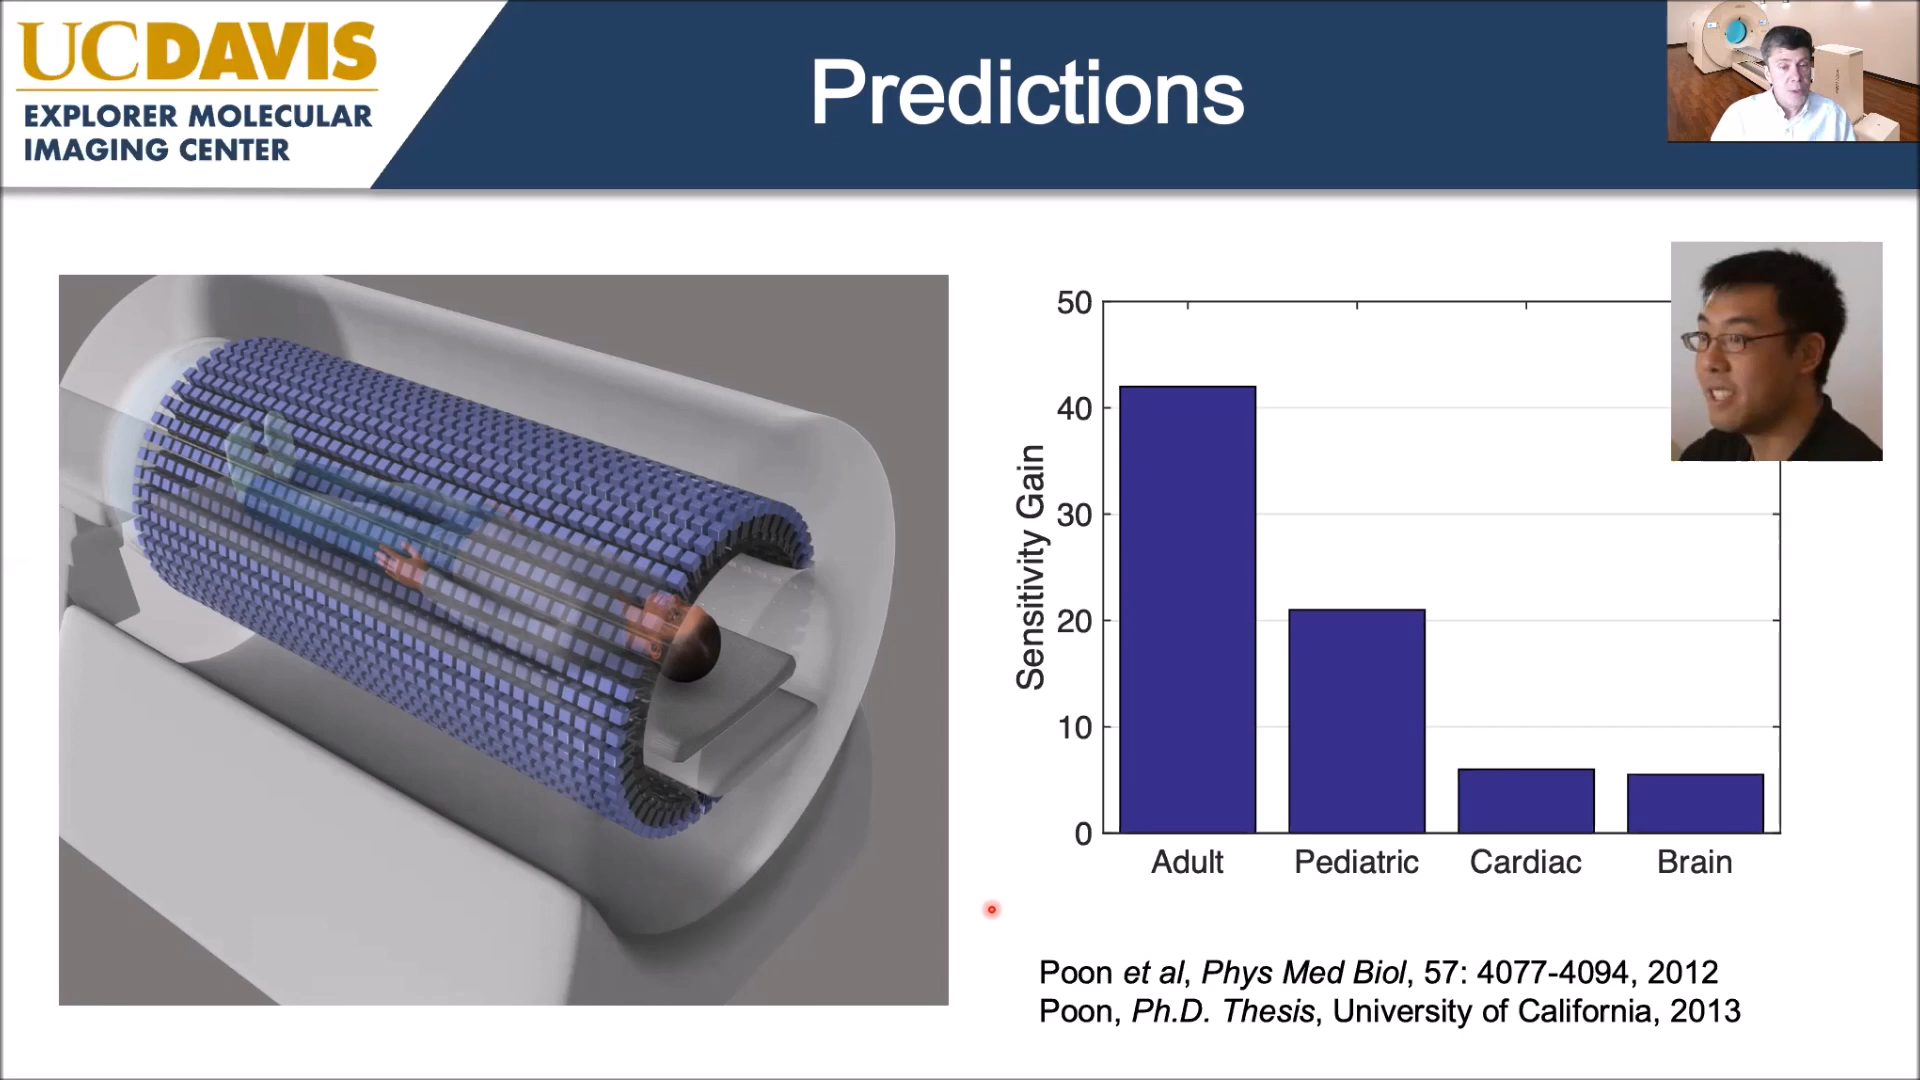 UCDAVIS
EXPLORER MOLECULAR
IMAGING CENTER
Predictions
50
40
30
20
10
0
Sensitivity Gain
Adult Pediatric Cardiac Brain
Poon et al, Phys Med Biol, 57: 4077-4094, 2012
Poon, Ph.D. Thesis, University of California, 2013